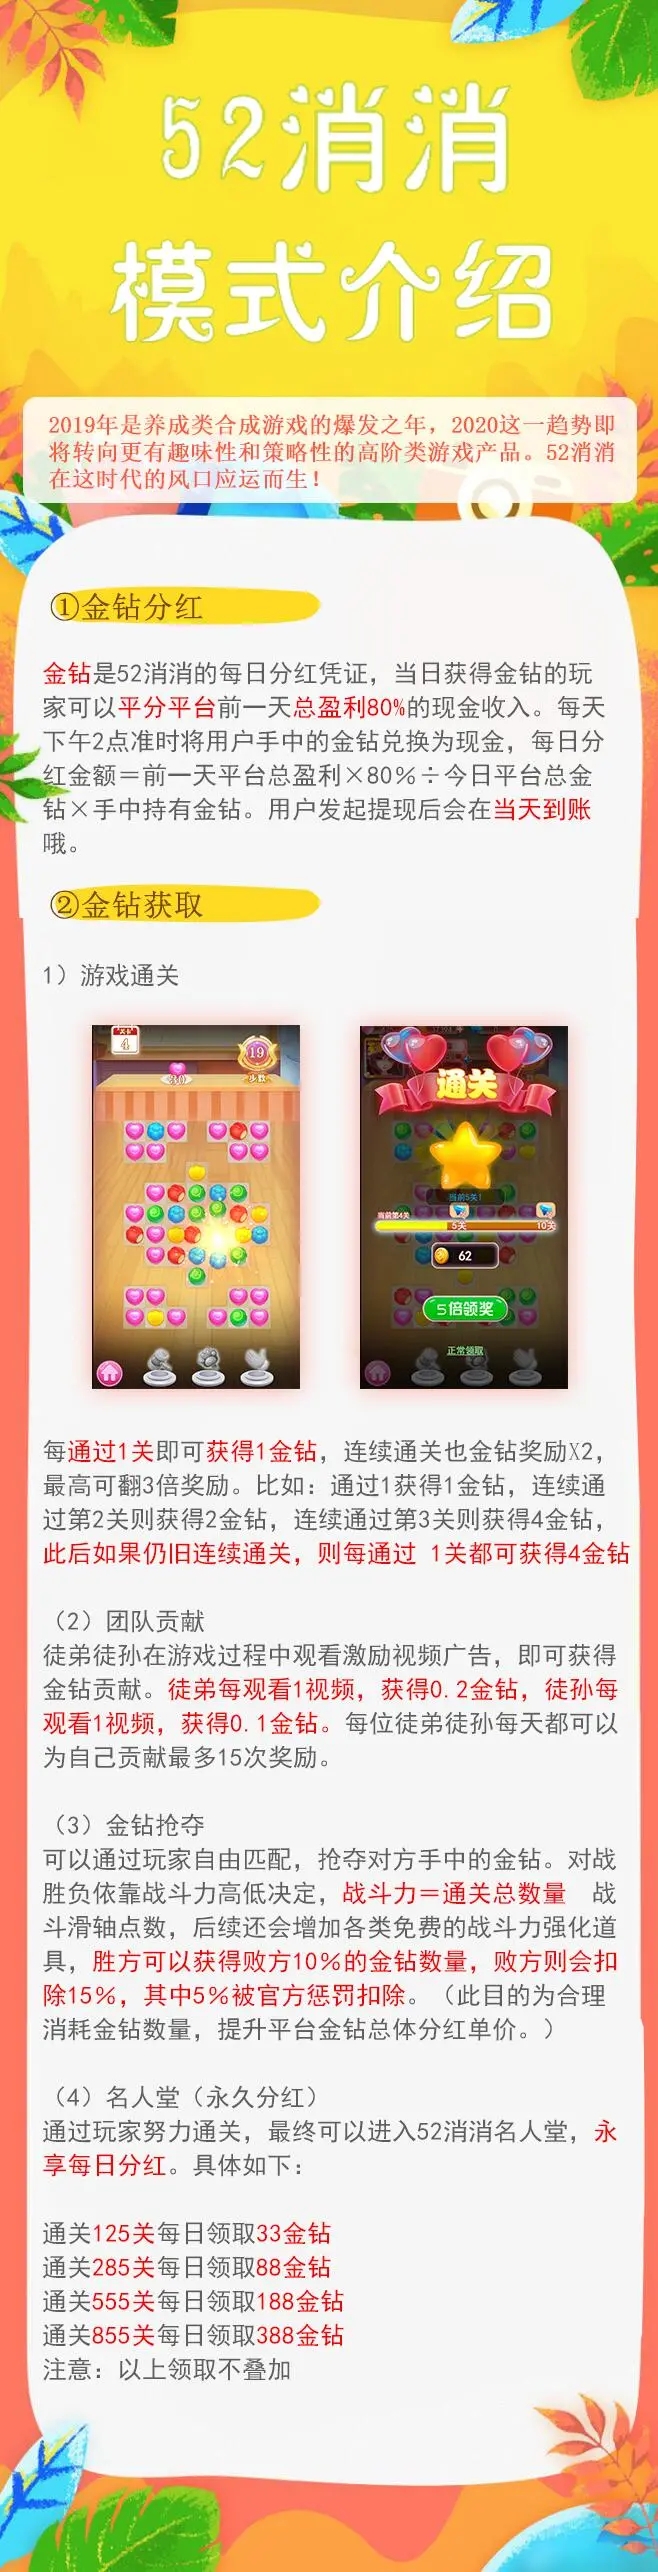 52消消
模式介绍
2019年是养成类合成游戏的爆发之年，2020这一趋势即
将转向更有趣味性和策略性的高阶类游戏产品。52消消
在这时代的风口应运而生！
①金钻分红
金钻是52消消的每日分红凭证，当日获得金钻的玩
家可以平分平台前一天总盈利80%的现金收入。每天
下午2点准时将用户手中的金钻兑换为现金，每日分
红金额＝前一天平台总盈利×80％÷今日平台总金
钻×手中持有金钻。用户发起提现后会在当天到账
哦。
②金钻获取
1）游戏通关
关卡
4
19
步数
30
通关
当前5关!
当前第4关
5关
10关
62
5倍领奖
正常领取
每通过1关即可获得1金钻，连续通关也金钻奖励X2，
最高可翻3倍奖励。比如：通过1获得1金钻，连续通
过第2关则获得2金钻，连续通过第3关则获得4金钻，
此后如果仍旧连续通关，则每通过 1关都可获得4金钻
（2）团队贡献
徒弟徒孙在游戏过程中观看激励视频广告，即可获得
金钻贡献。徒弟每观看1视频，获得0.2金钻，徒孙每
观看1视频，获得0.1金钻。每位徒弟徒孙每天都可以
为自己贡献最多15次奖励。
（3）金钻抢夺
可以通过玩家自由匹配，抢夺对方手中的金钻。对战
胜负依靠战斗力高低决定，战斗力＝通关总数量 战
斗滑轴点数，后续还会增加各类免费的战斗力强化道
具，胜方可以获得败方10％的金钻数量，败方则会扣
除15％，其中5％被官方惩罚扣除。（此目的为合理
消耗金钻数量，提升平台金钻总体分红单价。）
（4）名人堂（永久分红）
通过玩家努力通关，最终可以进入52消消名人堂，永
享每日分红。具体如下：
通关125关每日领取33金钻
通关285关每日领取88金钻
通关555关每日领取188金钻
通关855关每日领取388金钻
注意：以上领取不叠加